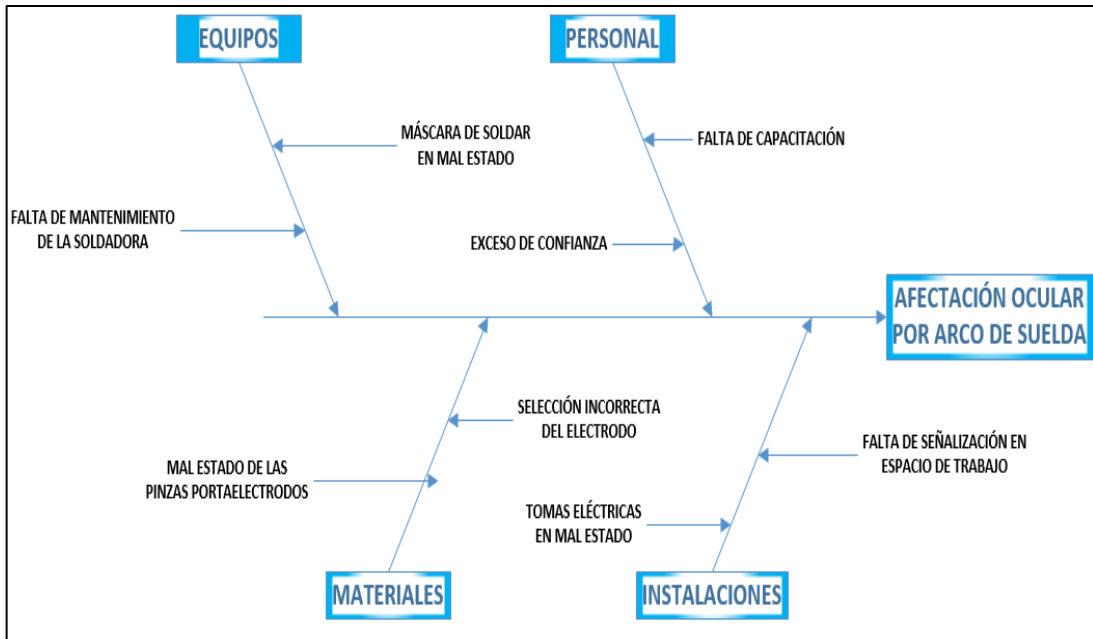 EQUIPOS
PERSONAL
MÁSCARA DE SOLDAR
EN MAL ESTADO
FALTA DE CAPACITACIÓN
FALTA DE MANTENIMIENTO
DE LA SOLDADORA
EXCESO DE CONFIANZA
AFECTACIÓN OCULAR
POR ARCO DE SUELDA
SELECCIÓN INCORRECTA
DEL ELECTRODO
FALTA DE SEÑALIZACIÓN EN
ESPACIO DE TRABAJO
MAL ESTADO DE LAS
PINZAS PORTAELECTRODOS
TOMAS ELÉCTRICAS
EN MAL ESTADO
MATERIALES
INSTALACIONES